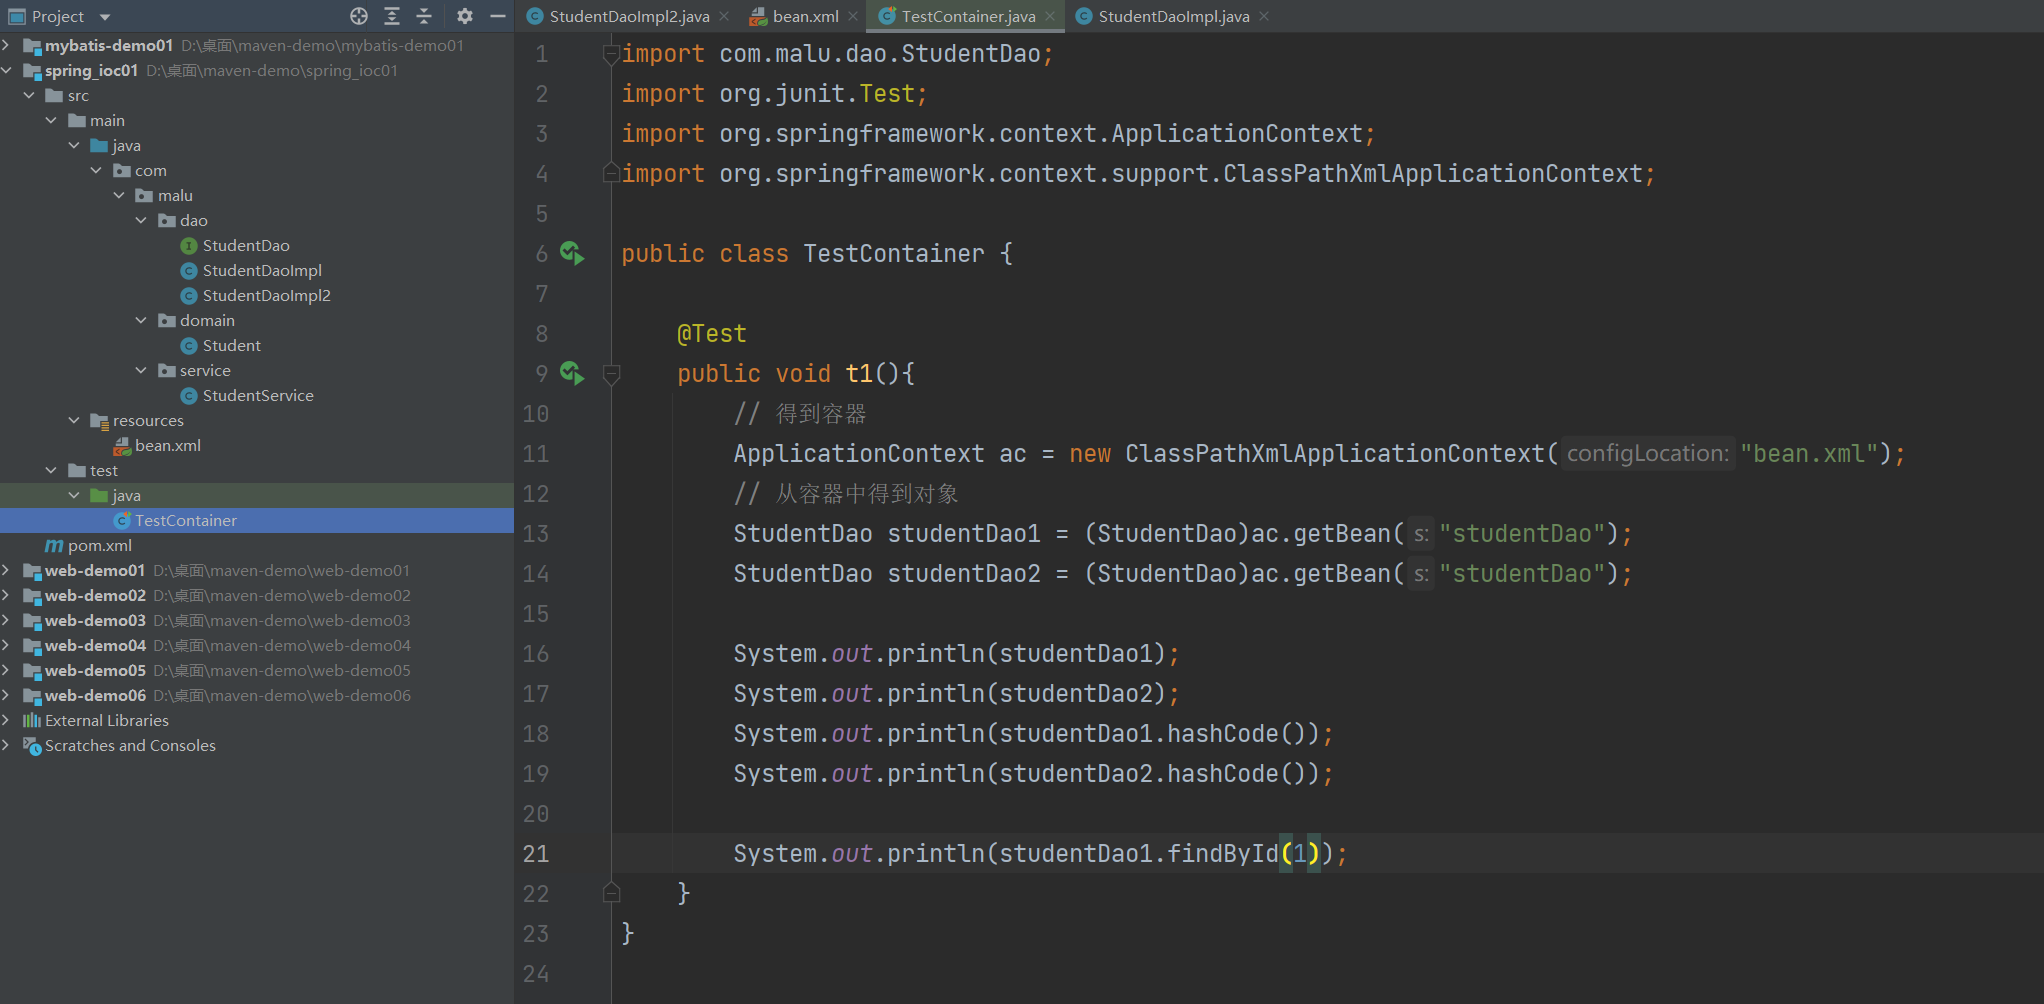 Project
mybatis-demo01 D:\桌面\maven-demo\mybatis-demo01
spring_ioc01 D:\桌面\maven-demo\spring_ioc01
src
main
java
com
malu
dao
StudentDao
StudentDaoImpl
StudentDaoImpl2
domain
Student
service
StudentService
resources
bean.xml
test
java
TestContainer
pom.xml
web-demo01 D:\桌面\maven-demo\web-demo01
web-demo02 D:\桌面\maven-demo\web-demo02
web-demo03 D:\桌面\maven-demo\web-demo03
web-demo04 D:\桌面\maven-demo\web-demo04
web-demo05 D:\桌面\maven-demo\web-demo05
web-demo06 D:\桌面\maven-demo\web-demo06
External Libraries
Scratches and Consoles
StudentDaoImpl2.java bean.xml TestContainer.java StudentDaoImpl.java
1 import com.malu.dao.StudentDao;
2 import org.junit.Test;
3 import org.springframework.context.ApplicationContext;
4 import org.springframework.context.support.ClassPathXmlApplicationContext;
5
6 public class TestContainer {
7
8 @Test
9 public void t1(){
10 // 得到容器
11 ApplicationContext ac = new ClassPathXmlApplicationContext( configLocation: "bean.xml");
12 // 从容器中得到对象
13 StudentDao studentDao1 = (StudentDao)ac.getBean( s: "studentDao");
14 StudentDao studentDao2 = (StudentDao)ac.getBean( s: "studentDao");
15
16 System.out.println(studentDao1);
17 System.out.println(studentDao2);
18 System.out.println(studentDao1.hashCode());
19 System.out.println(studentDao2.hashCode());
20
21 System.out.println(studentDao1.findById(1));
22 }
23 }
24